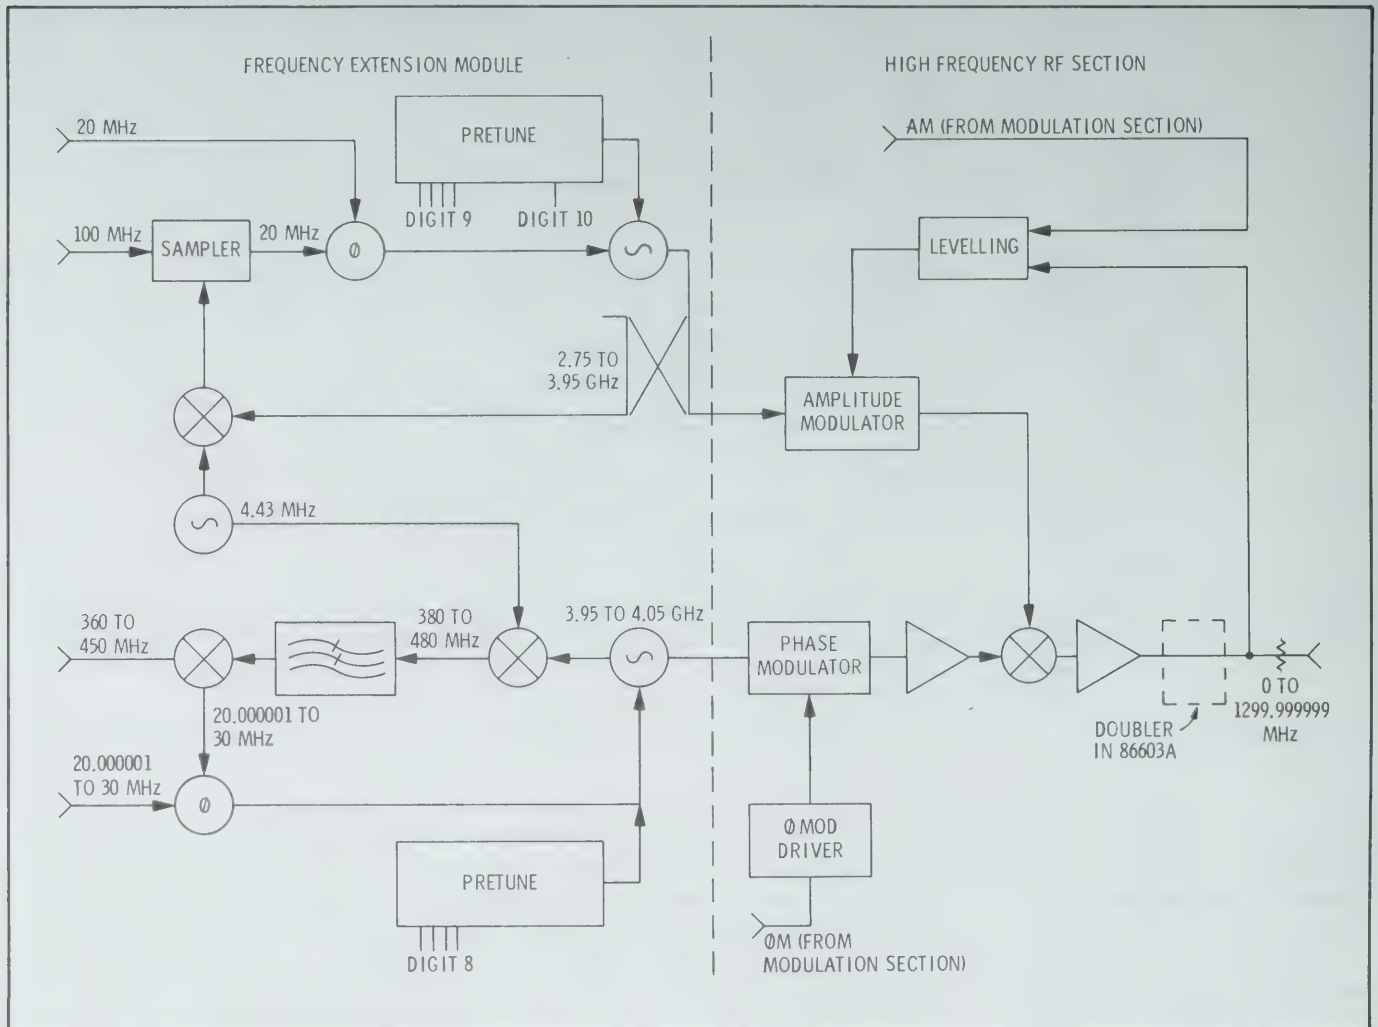 FREQUENCY EXTENSION MODULE
HIGH FREQUENCY RF SECTION
20 MHz
PRETUNE
DIGIT 9
DIGIT 10
AM (FROM MODULATION SECTION)
100 MHz
SAMPLER
20 MHz
Ø
LEVELLING
2.75 TO
3.95 GHz
AMPLITUDE
MODULATOR
4.43 MHz
360 TO
450 MHz
380 TO
480 MHz
3.95 TO 4.05 GHz
PHASE
MODULATOR
20.000001 TO
30 MHz
DOUBLER
IN 86603A
0 TO
1299.999999
MHz
20.000001
TO 30 MHz
Ø
Ø MOD
DRIVER
PRETUNE
DIGIT 8
ØM (FROM
MODULATION SECTION)